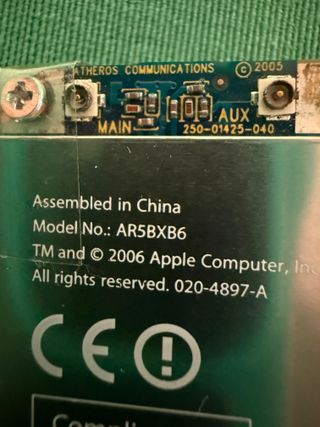 ATHEROS COMMUNICATIONS © 2005
MAIN AUX
250-01425-040
Assembled in China
Model No.: AR5BXB6
TM and © 2006 Apple Computer,
All rights reserved. 020-4897-A
CE